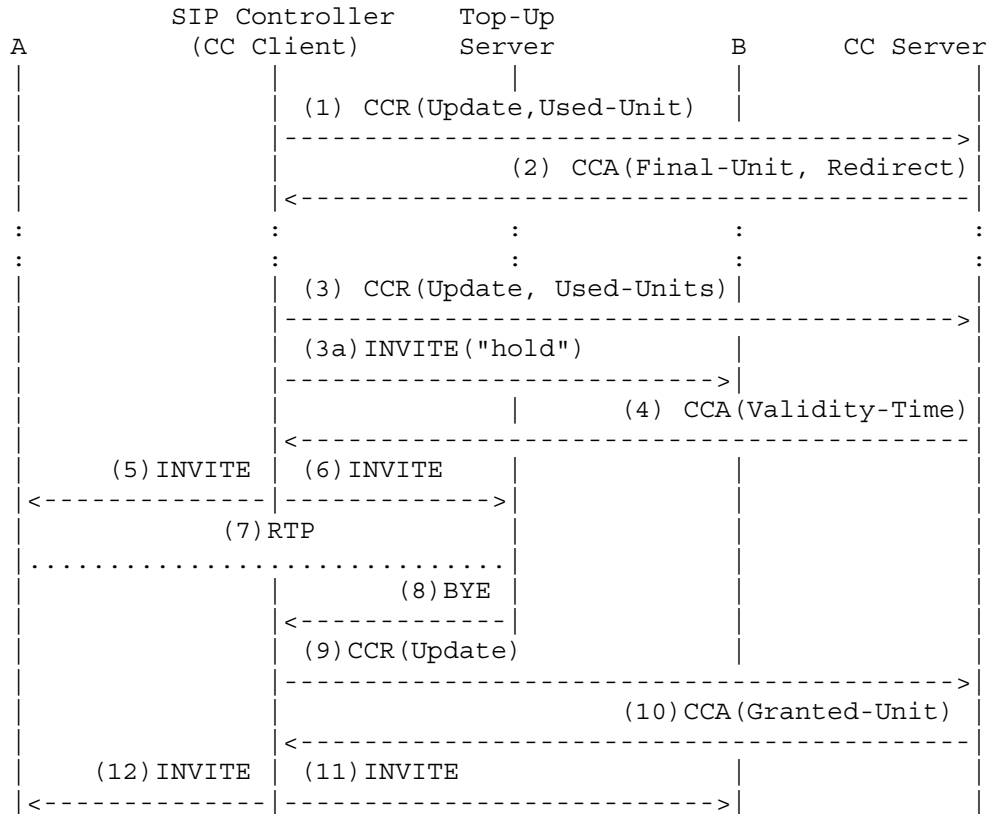 SIP Controller Top-Up
A (CC Client) Server B CC Server
(1) CCR(Update,Used-Unit)
(2) CCA(Final-Unit, Redirect)
(3) CCR(Update, Used-Units)
(3a)INVITE("hold")
(4) CCA(Validity-Time)
(5)INVITE (6)INVITE
(7)RTP
(8)BYE
(9)CCR(Update)
(10)CCA(Granted-Unit)
(12)INVITE (11)INVITE